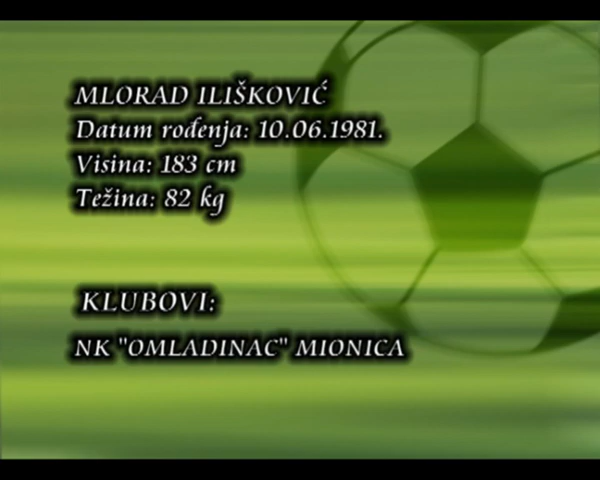 MLORAD ILIŠKOVIĆ
Datum rođenja: 10.06.1981.
Visina: 183 cm
Težina: 82 kg
KLUBOVI:
NK "OMLADINAC" MIONICA